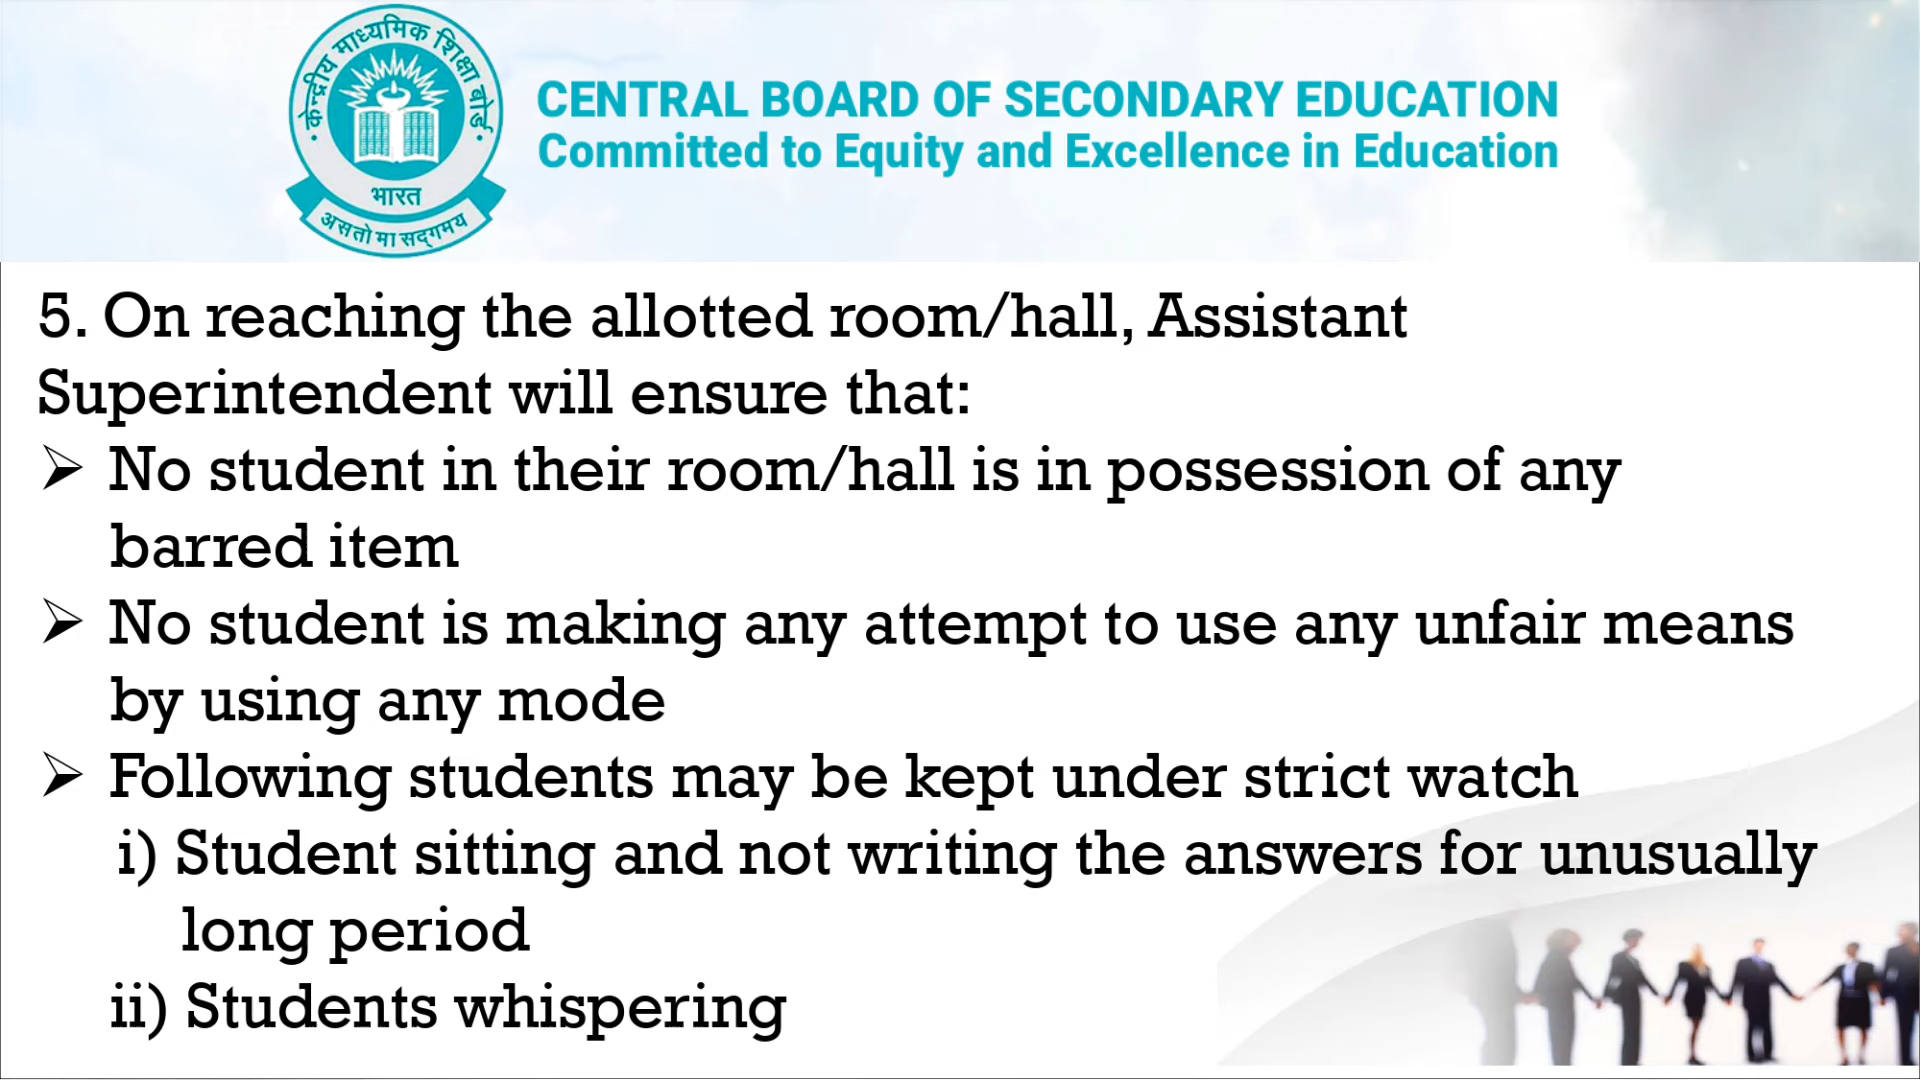 केन्द्रीय माध्यमिक शिक्षा बोर्ड
भारत
असतो मा सद्गमय
CENTRAL BOARD OF SECONDARY EDUCATION
Committed to Equity and Excellence in Education
5. On reaching the allotted room/hall, Assistant
Superintendent will ensure that:
➢ No student in their room/hall is in possession of any
barred item
➢ No student is making any attempt to use any unfair means
by using any mode
➢ Following students may be kept under strict watch
i) Student sitting and not writing the answers for unusually
long period
ii) Students whispering